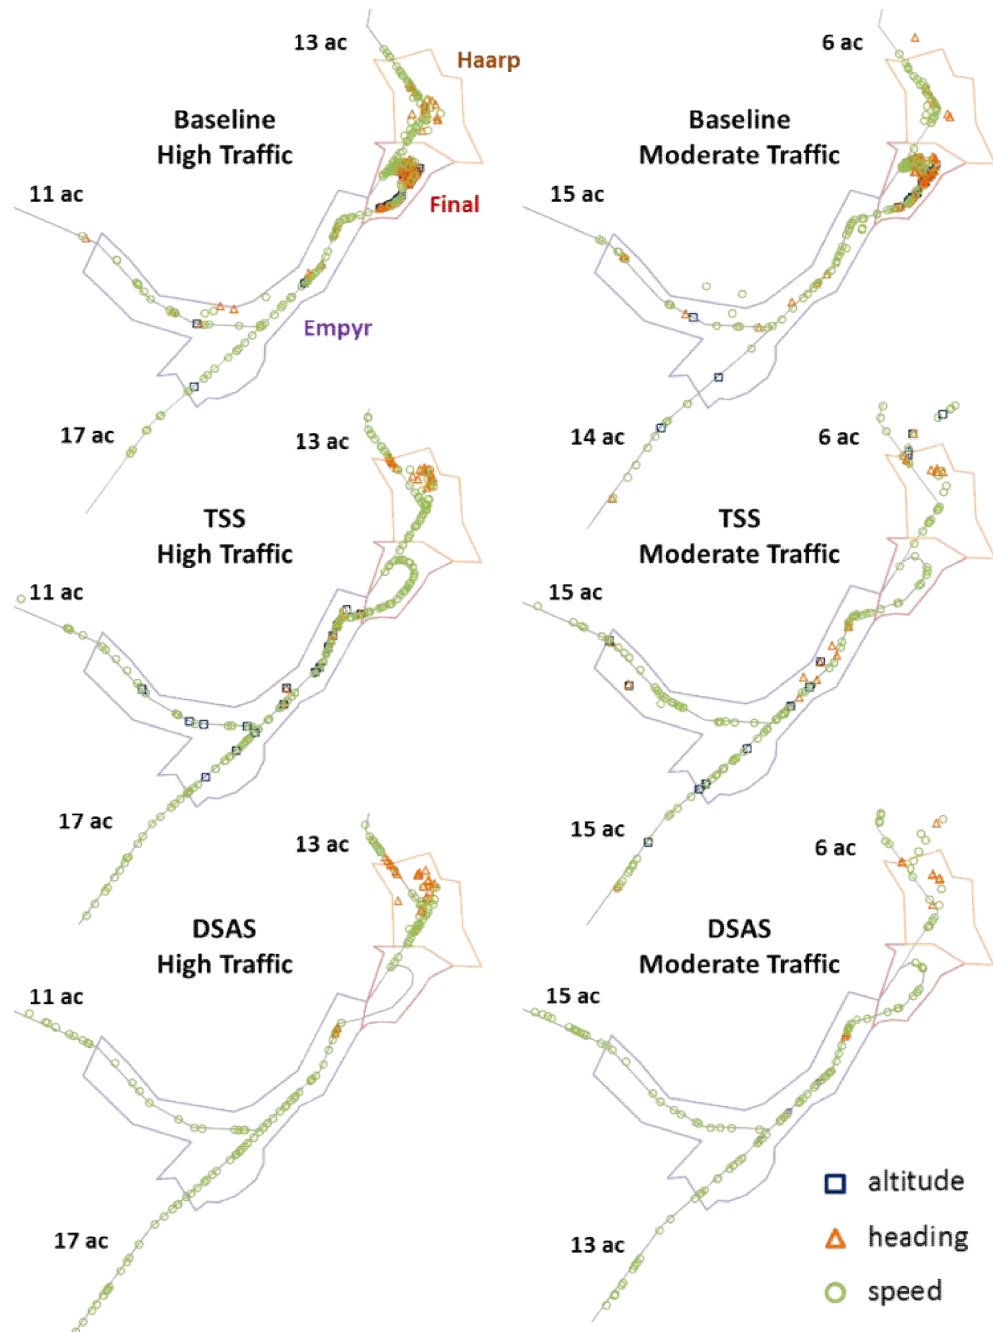 13 ac
6 ac
Haarp
Baseline
High Traffic
Baseline
Moderate Traffic
11 ac
15 ac
Final
Empyr
17 ac
14 ac
13 ac
6 ac
TSS
High Traffic
TSS
Moderate Traffic
11 ac
15 ac
17 ac
15 ac
13 ac
6 ac
DSAS
High Traffic
DSAS
Moderate Traffic
11 ac
15 ac
17 ac
13 ac
altitude
heading
speed